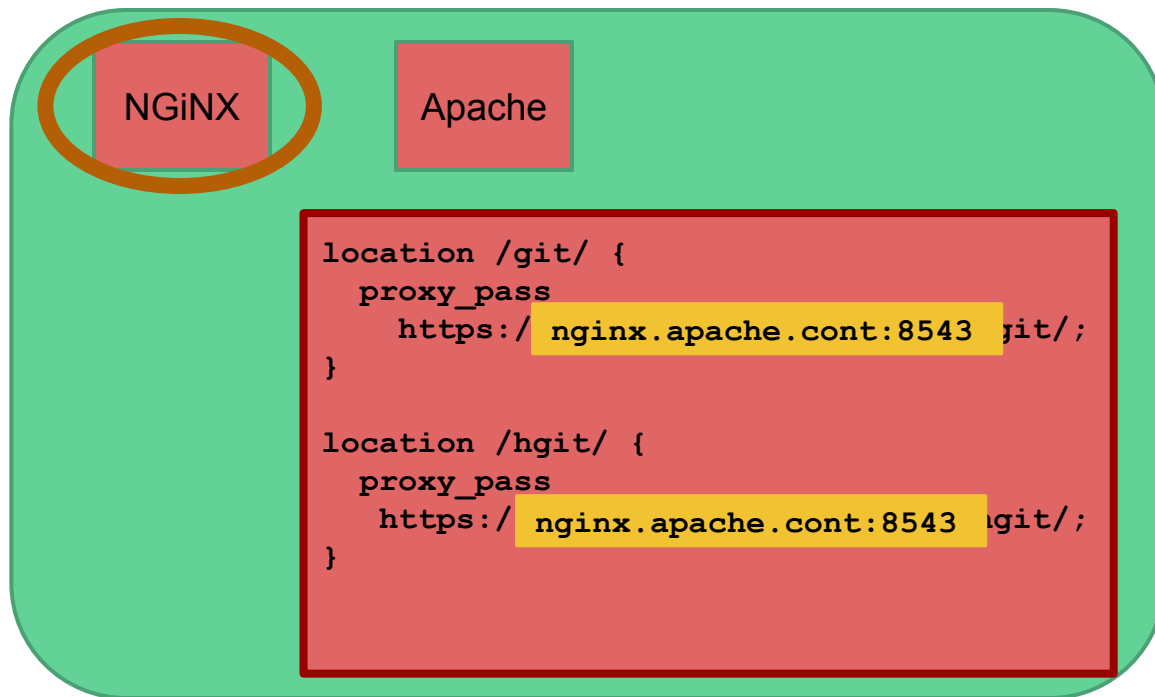 NGiNX
Apache
location /git/ {
proxy_pass
https:/ nginx.apache.cont:8543 git/;
}
location /hgit/ {
proxy_pass
https:/ nginx.apache.cont:8543 git/;
}